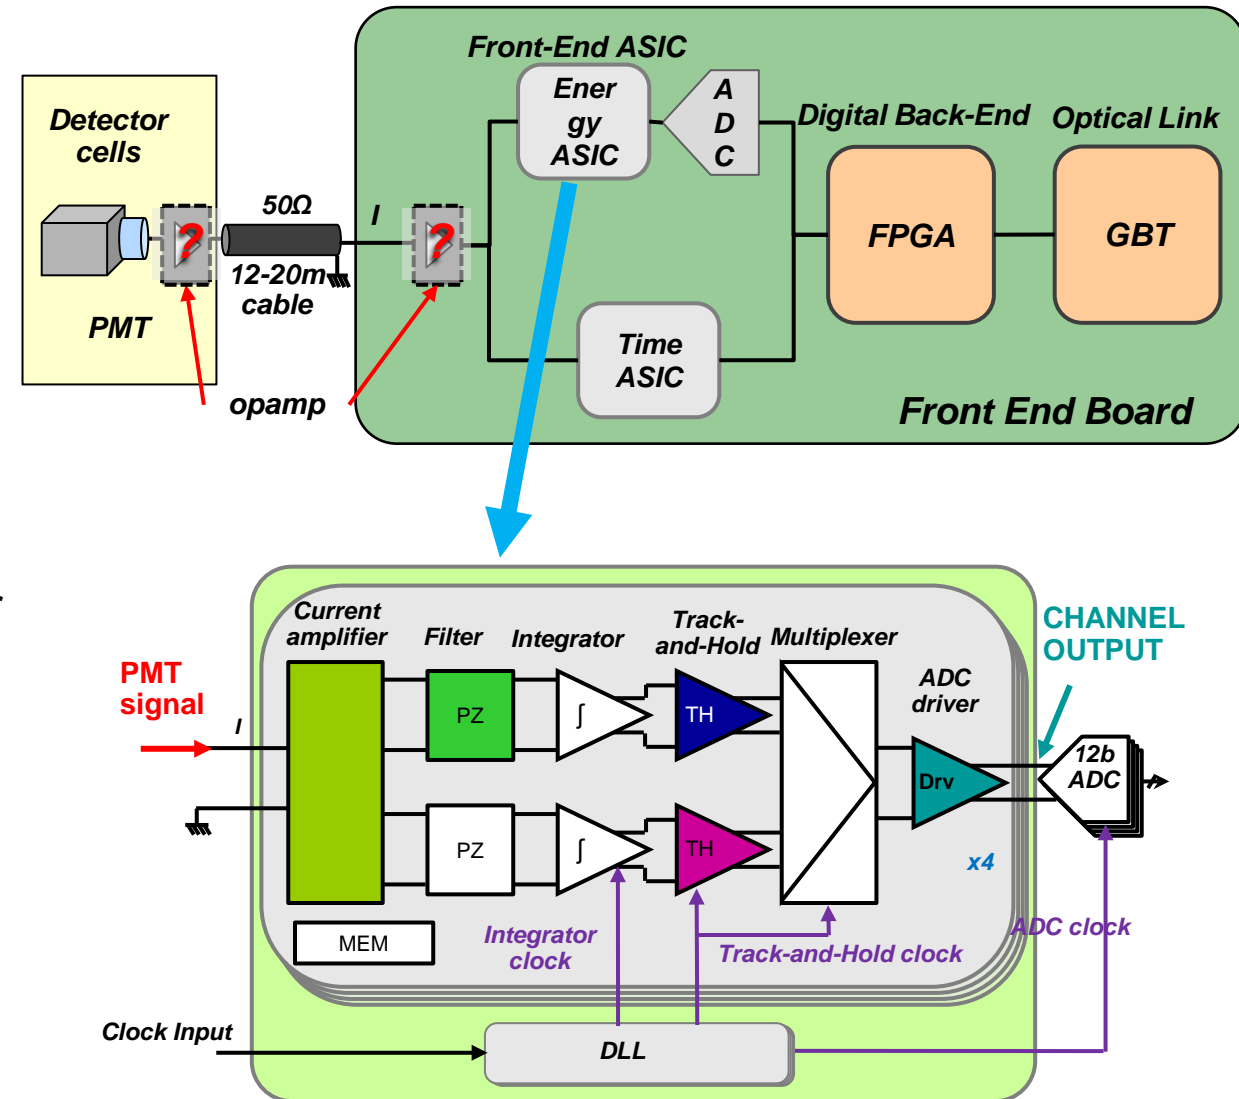 Front-End ASIC
Detector
cells
Ener
gy
ASIC
A
D
C
Digital Back-End
Optical Link
50Ω
I
?
?
FPGA
GBT
12-20m
cable
PMT
Time
ASIC
opamp
Front End Board
Current
amplifier
Filter
Integrator
Track-
and-Hold
Multiplexer
CHANNEL
OUTPUT
ADC
driver
PMT
signal
I
PZ
∫
TH
12b
ADC
Drv
PZ
∫
TH
x4
MEM
Integrator
clock
Track-and-Hold clock
ADC clock
Clock Input
DLL